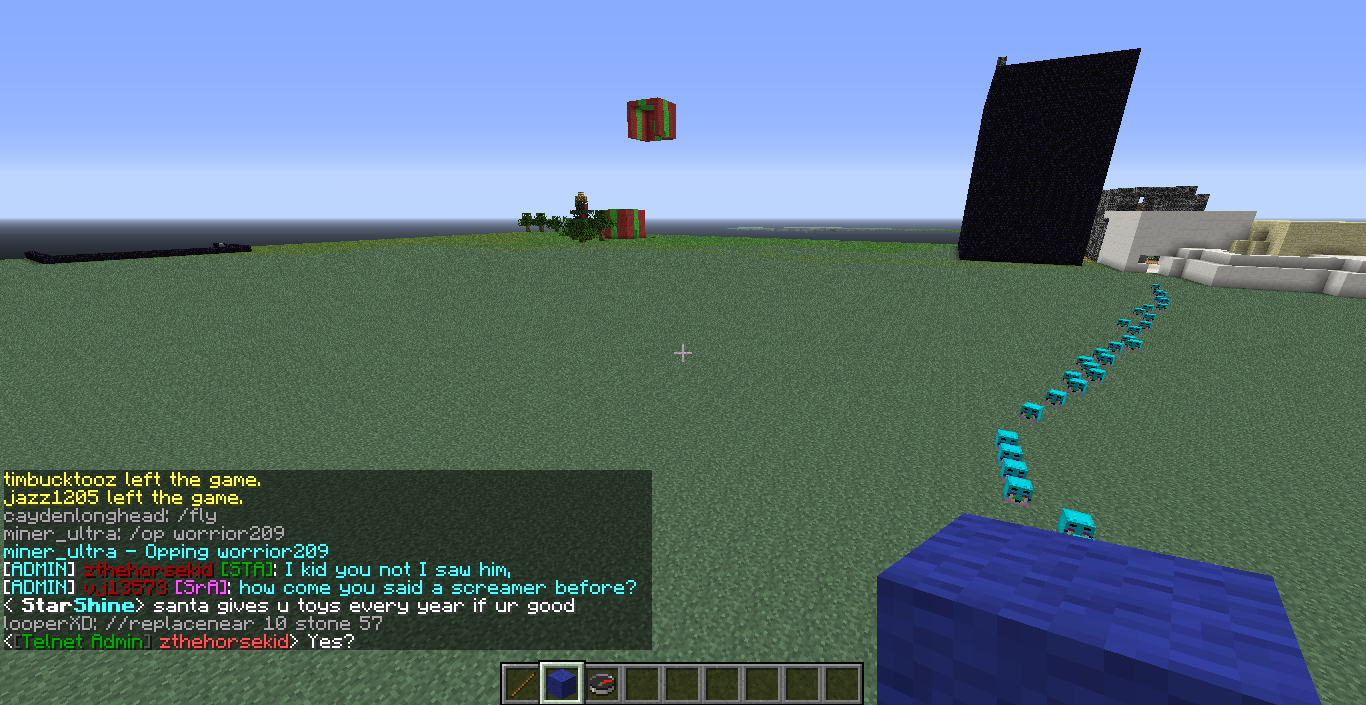 timbucktooz left the game.
jazz1205 left the game.
caydenlonghead: /fly
miner_ultra: /op worrior209
miner_ultra - Opping worrior209
[ADMIN] zthehorsekid [STA]: I kid you not I saw him,
[ADMIN] vj13573 [SrA]: how come you said a screamer before?
< StarShine> santa gives u toys every year if ur good
looperXD: //replacenear 10 stone 57
<[Telnet Admin] zthehorsekid> Yes?